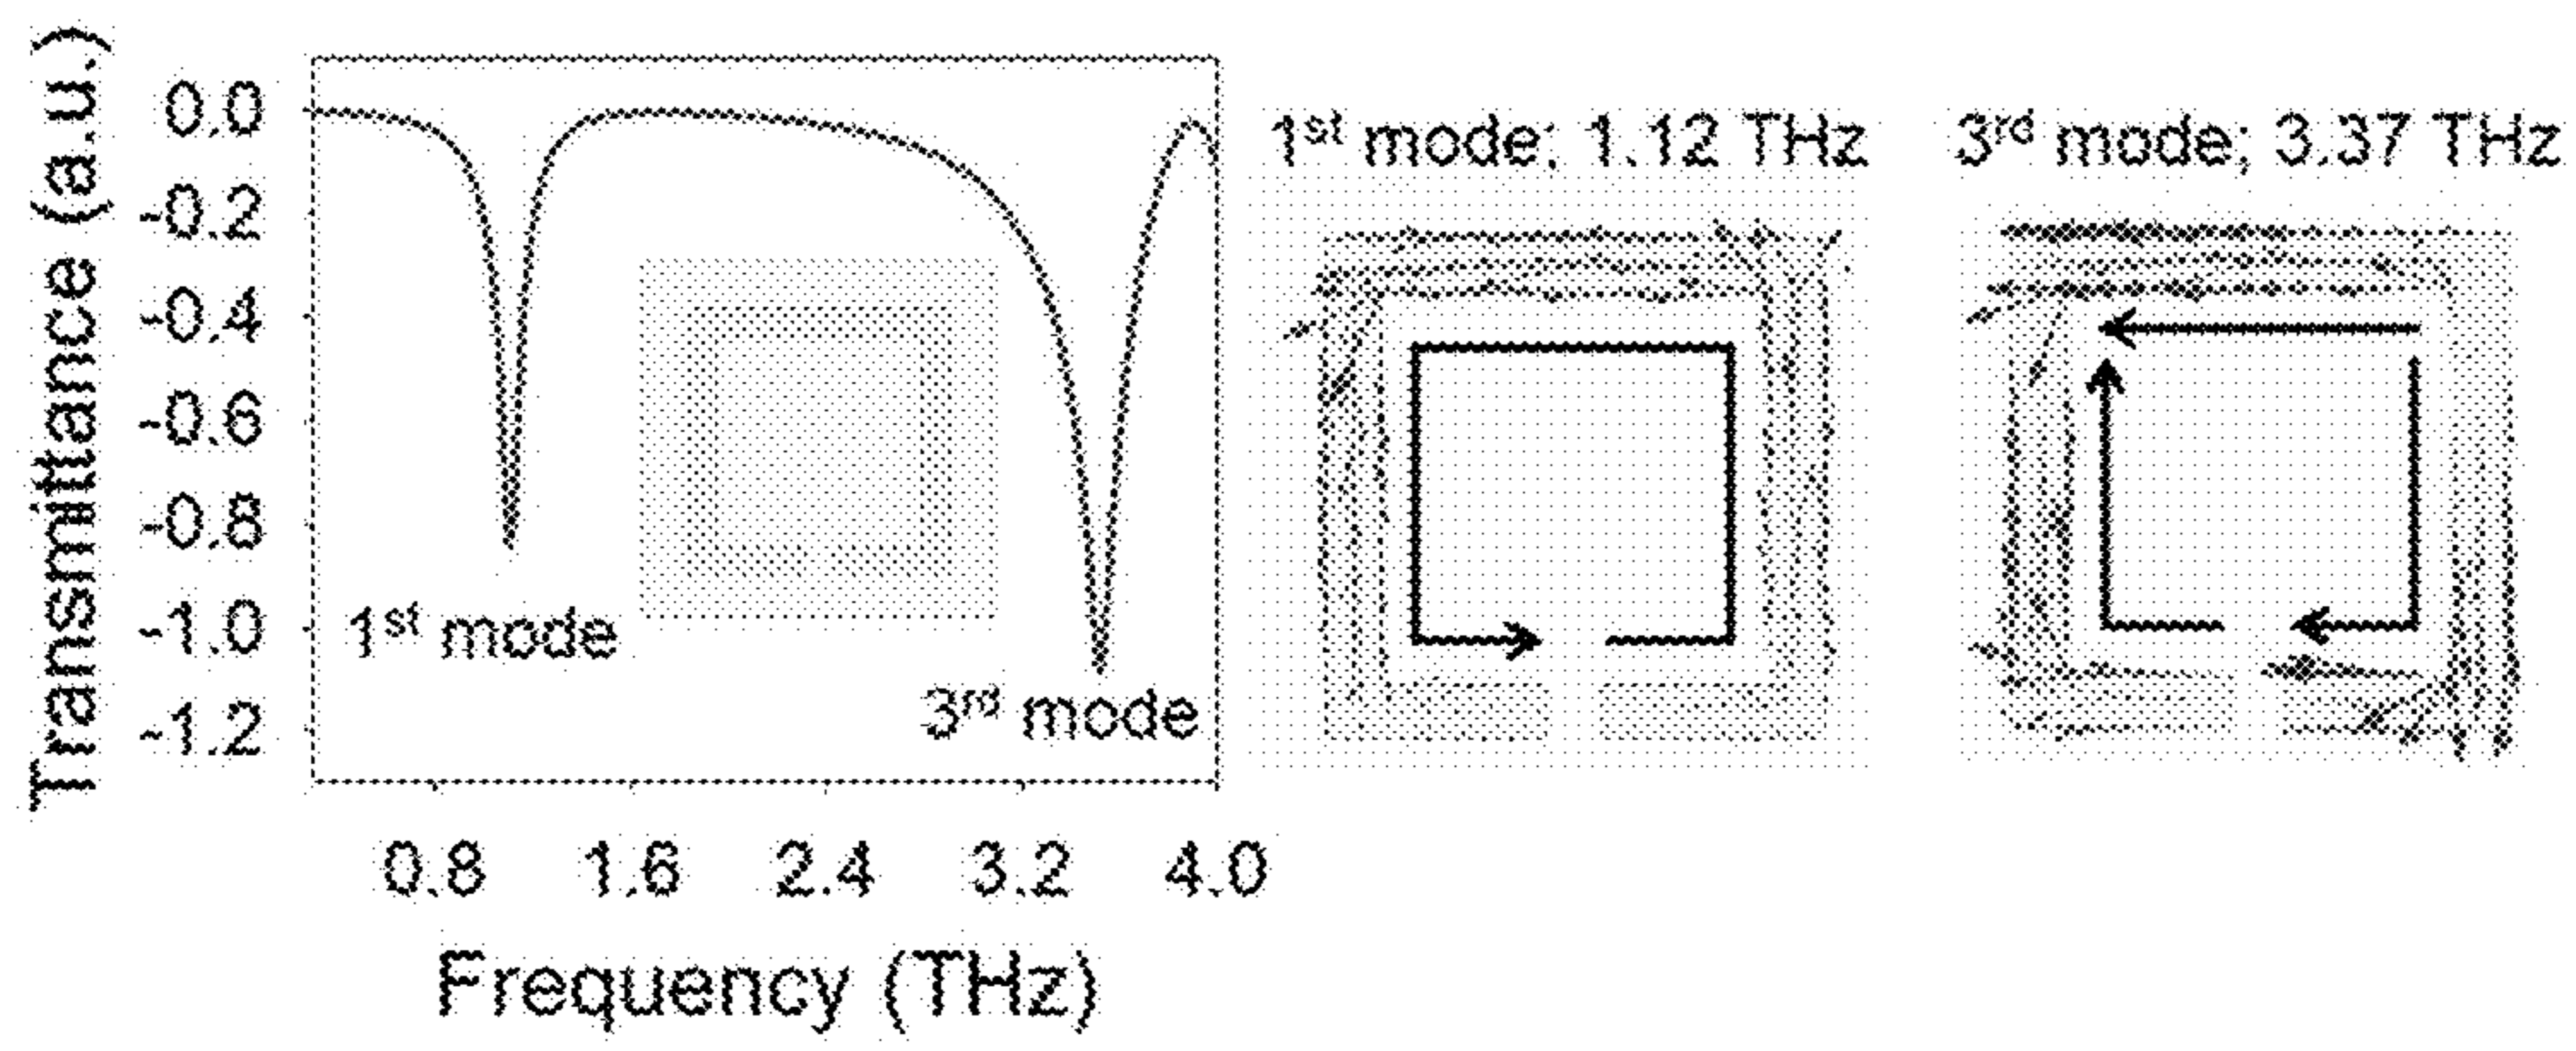 Transmittance (a.u.)
0.0
-0.2
-0.4
-0.6
-0.8
-1.0
-1.2
1st mode
3rd mode
0.8 1.6 2.4 3.2 4.0
Frequency (THz)
1st mode; 1.12 THz
3rd mode; 3.37 THz